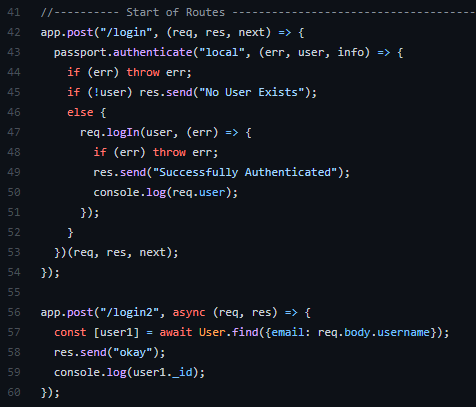 41 //---------- Start of Routes ----------------------------------------
42 app.post("/login", (req, res, next) => {
43   passport.authenticate("local", (err, user, info) => {
44     if (err) throw err;
45     if (!user) res.send("No User Exists");
46     else {
47       req.logIn(user, (err) => {
48         if (err) throw err;
49         res.send("Successfully Authenticated");
50         console.log(req.user);
51       });
52     }
53   })(req, res, next);
54 });
55
56 app.post("/login2", async (req, res) => {
57   const [user1] = await User.find({email: req.body.username});
58   res.send("okay");
59   console.log(user1._id);
60 });